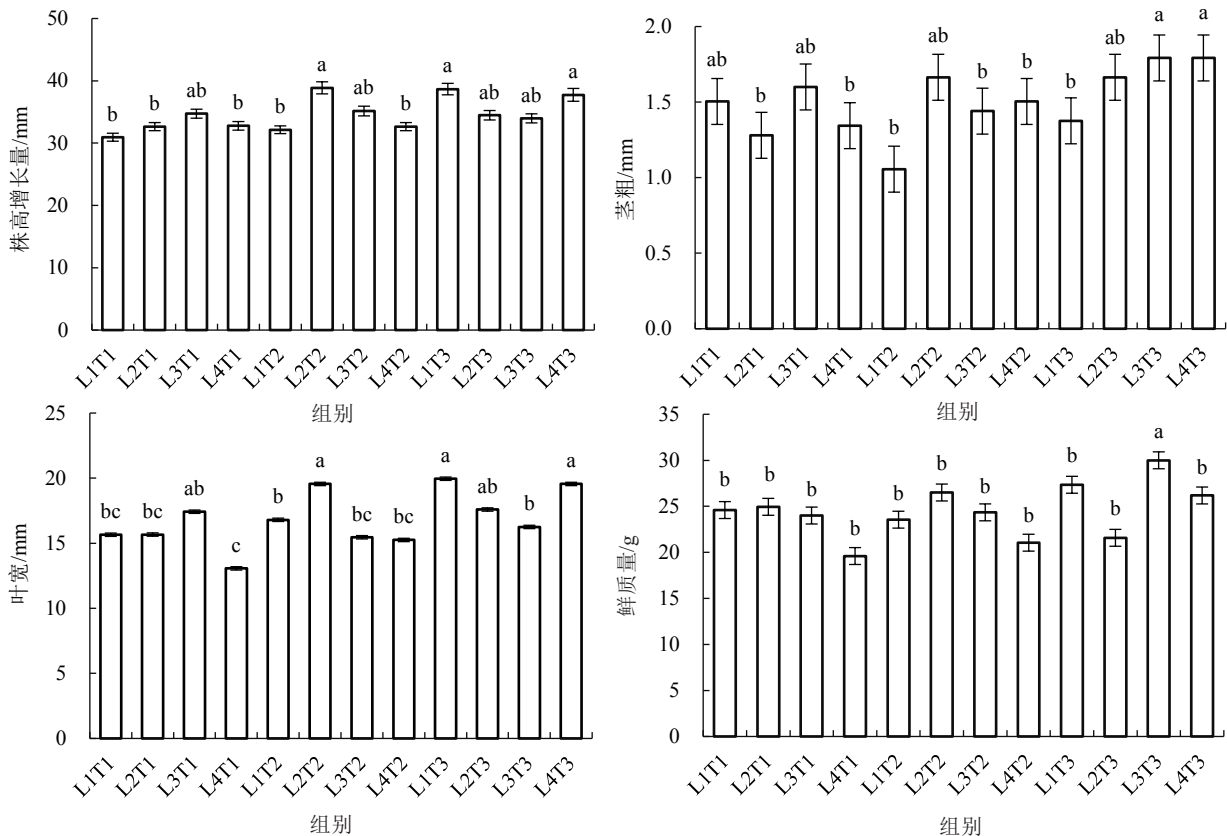 株高增长量/mm
50
40
30
20
10
0
b b ab b b a ab b a ab ab a
L1T1 L2T1 L3T1 L4T1 L1T2 L2T2 L3T2 L4T2 L1T3 L2T3 L3T3 L4T3
组别
茎粗/mm
2.0
1.5
1.0
0.5
0.0
ab b ab b b ab b b b ab a a
L1T1 L2T1 L3T1 L4T1 L1T2 L2T2 L3T2 L4T2 L1T3 L2T3 L3T3 L4T3
组别
叶宽/mm
25
20
15
10
5
0
bc bc ab c b a bc bc a ab b a
L1T1 L2T1 L3T1 L4T1 L1T2 L2T2 L3T2 L4T2 L1T3 L2T3 L3T3 L4T3
组别
鲜质量/g
35
30
25
20
15
10
5
0
b b b b b b b b b b a b
L1T1 L2T1 L3T1 L4T1 L1T2 L2T2 L3T2 L4T2 L1T3 L2T3 L3T3 L4T3
组别